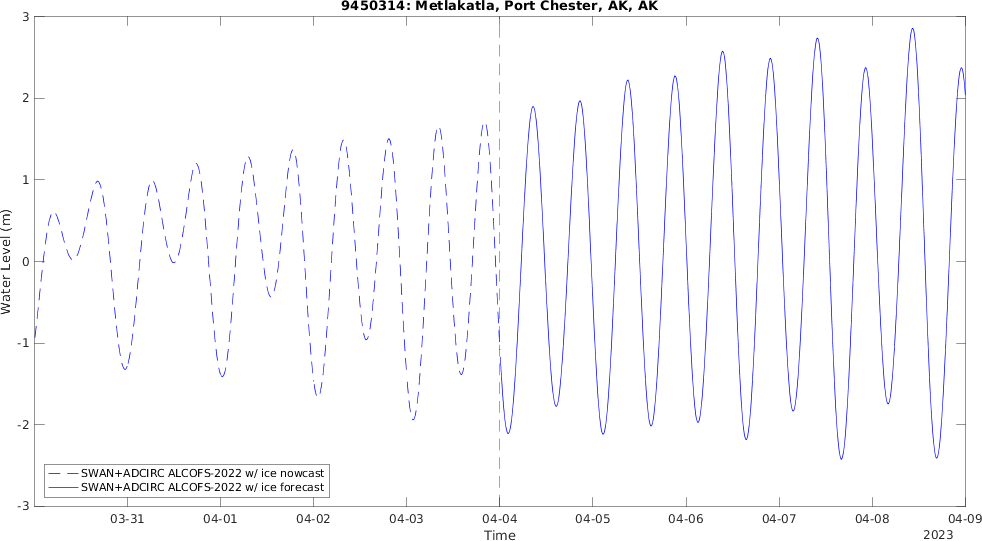 9450314: Metlakatla, Port Chester, AK, AK
3
2
1
0
-1
-2
-3
Water Level (m)
SWAN+ADCIRC ALCOFS-2022 w/ ice nowcast
SWAN+ADCIRC ALCOFS-2022 w/ ice forecast
03-31 04-01 04-02 04-03 04-04 04-05 04-06 04-07 04-08 04-09
Time
2023